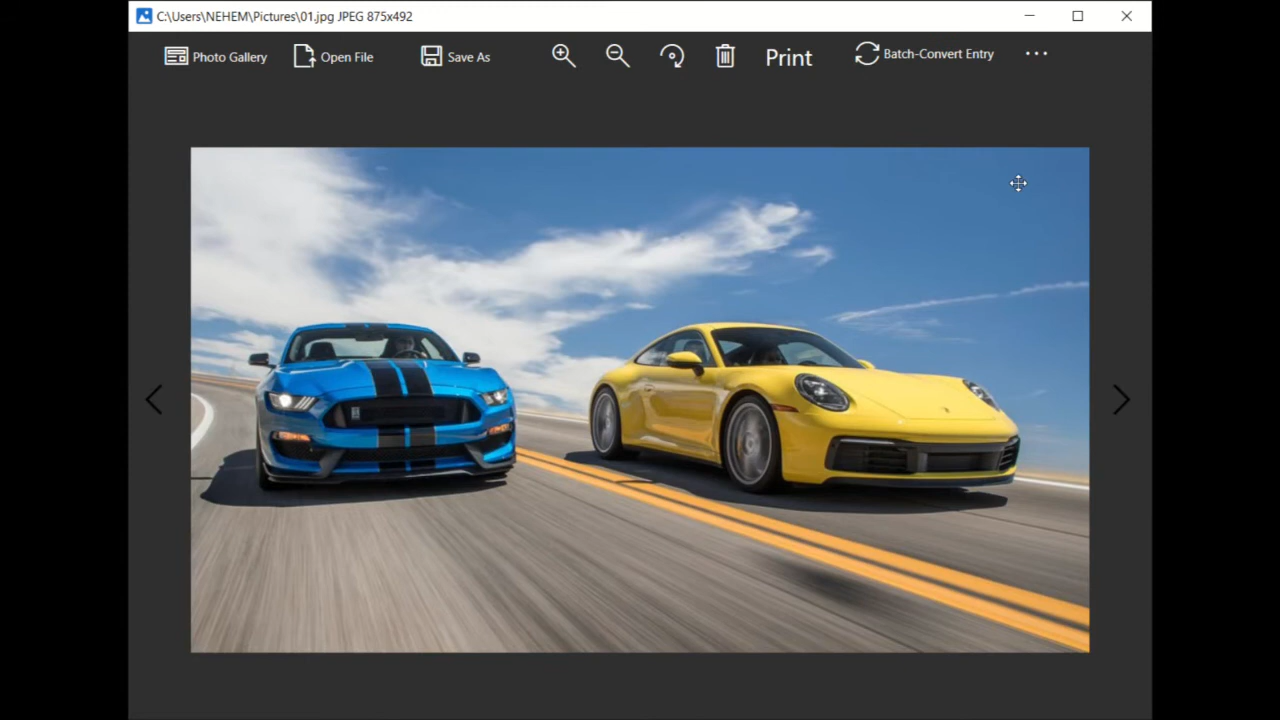 C:\Users\NEHEM\Pictures\01.jpg JPEG 875x492
Photo Gallery Open File Save As Print Batch-Convert Entry